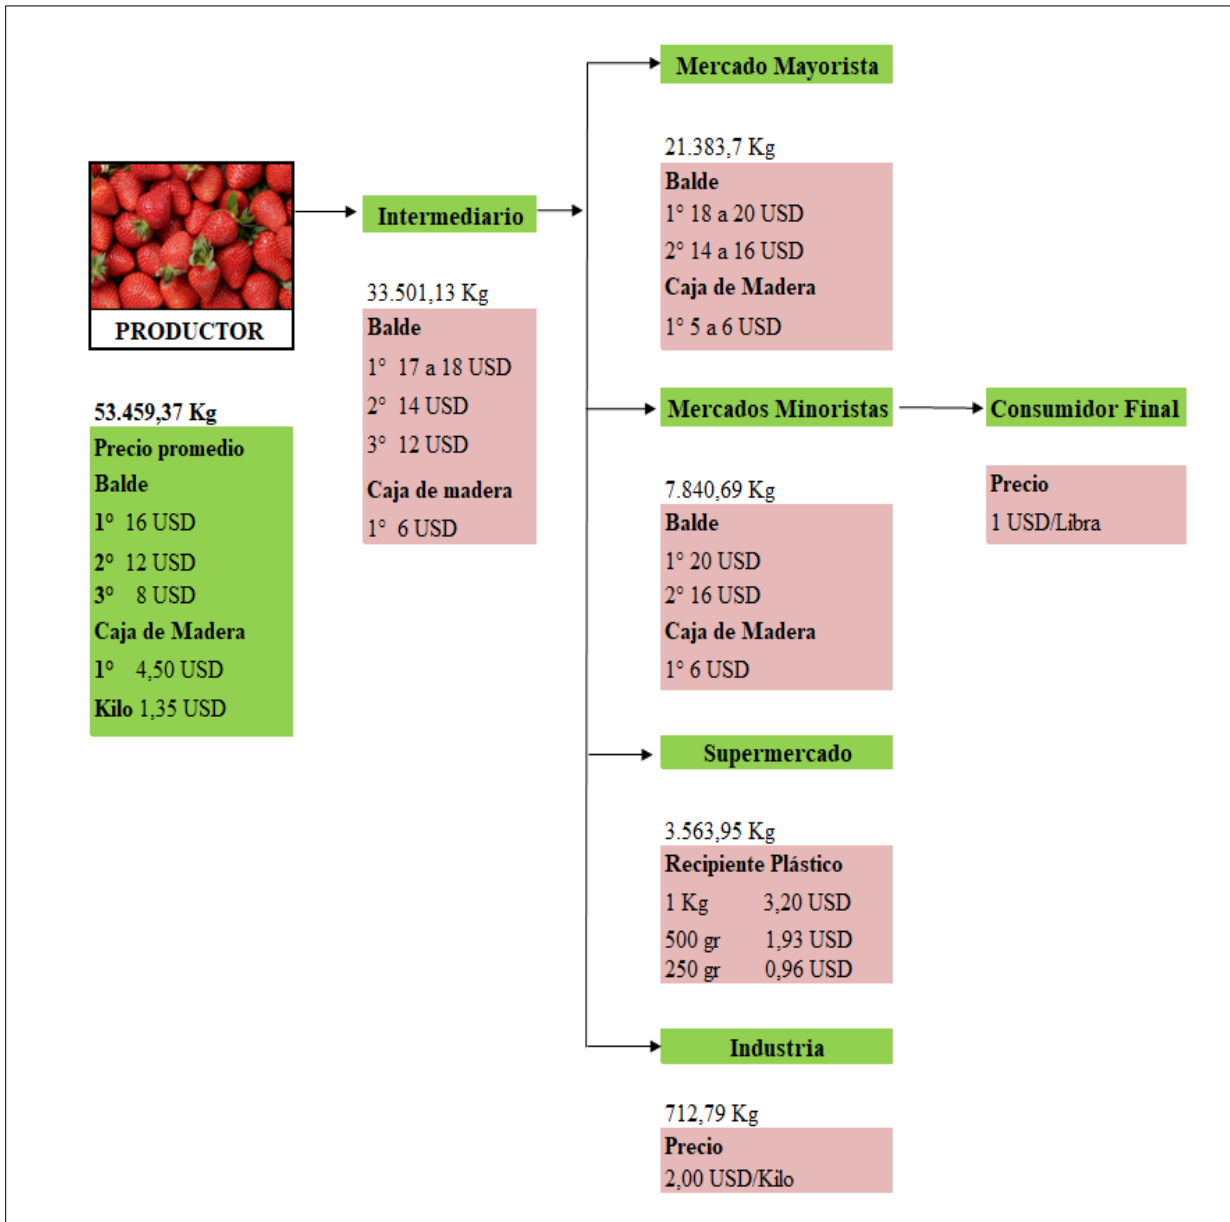 PRODUCTOR
53.459,37 Kg
Precio promedio
Balde
1° 16 USD
2° 12 USD
3° 8 USD
Caja de Madera
1° 4,50 USD
Kilo 1,35 USD
Intermediario
33.501,13 Kg
Balde
1° 17 a 18 USD
2° 14 USD
3° 12 USD
Caja de madera
1° 6 USD
Mercado Mayorista
21.383,7 Kg
Balde
1° 18 a 20 USD
2° 14 a 16 USD
Caja de Madera
1° 5 a 6 USD
Mercados Minoristas
7.840,69 Kg
Balde
1° 20 USD
2° 16 USD
Caja de Madera
1° 6 USD
Consumidor Final
Precio
1 USD/Libra
Supermercado
3.563,95 Kg
Recipiente Plástico
1 Kg 3,20 USD
500 gr 1,93 USD
250 gr 0,96 USD
Industria
712,79 Kg
Precio
2,00 USD/Kilo